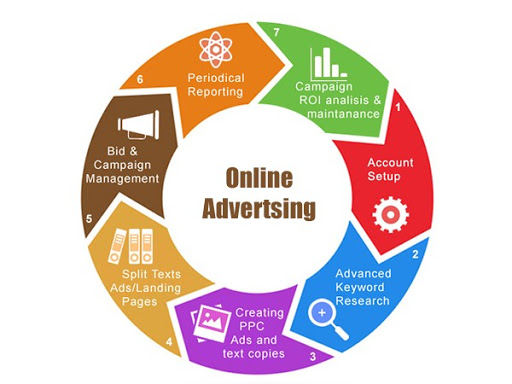 Online
Advertsing
1
Account
Setup
2
Advanced
Keyword
Research
3
Creating
PPC
Ads and
text copies
4
Split Texts
Ads/Landing
Pages
5
Bid &
Campaign
Management
6
Periodical
Reporting
7
Campaign
ROI analisis &
maintanance